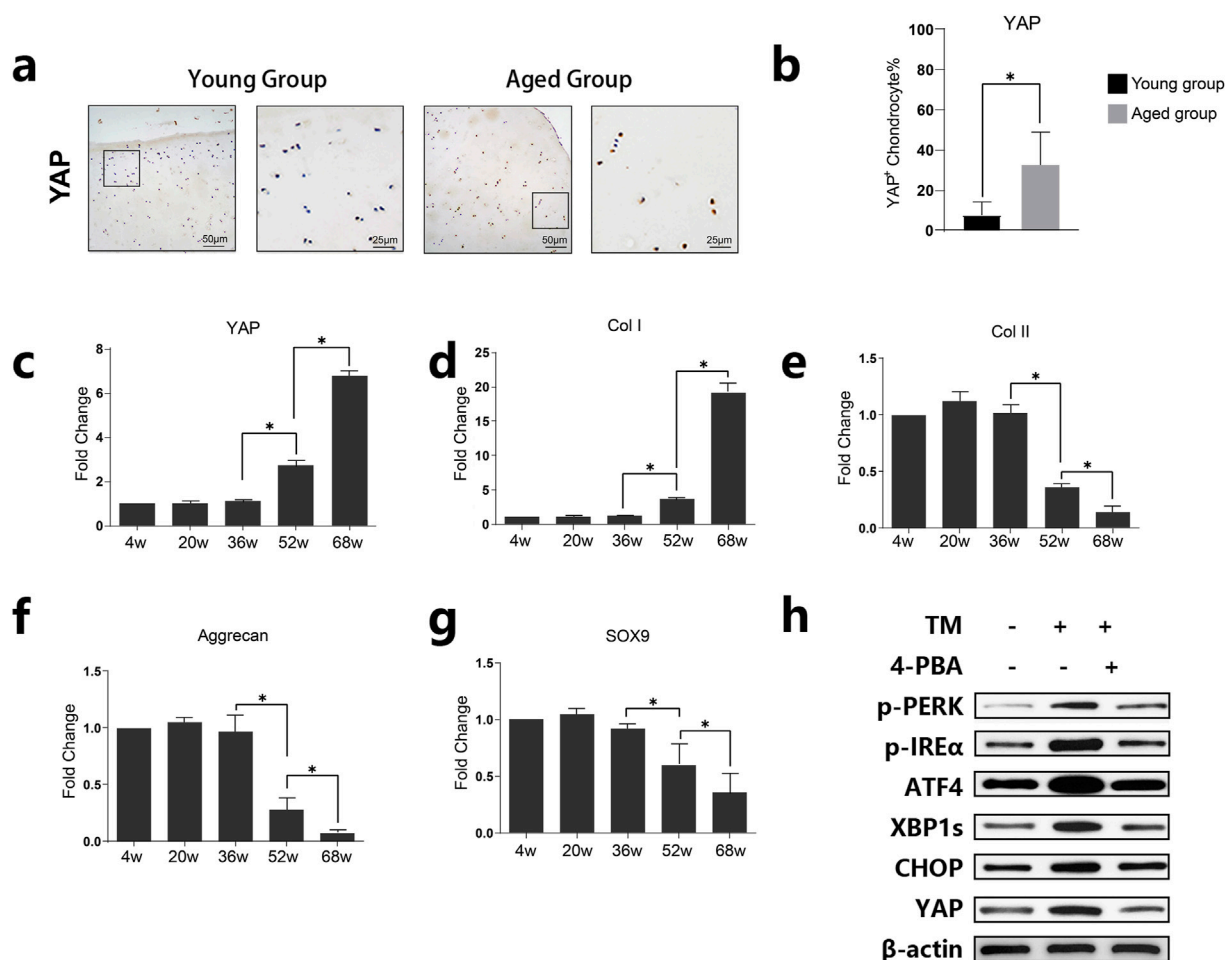 a
Young Group
Aged Group
YAP
50μm
25μm
50μm
25μm
b
YAP
YAP+ Chondrocyte%
100
80
60
40
20
0
*
Young group
Aged group
c
YAP
Fold Change
8
6
4
2
0
*
*
4w 20w 36w 52w 68w
d
Col I
Fold Change
25
20
15
10
5
0
*
*
4w 20w 36w 52w 68w
e
Col II
Fold Change
1.5
1.0
0.5
0.0
*
*
4w 20w 36w 52w 68w
f
Aggrecan
Fold Change
1.5
1.0
0.5
0.0
*
*
4w 20w 36w 52w 68w
g
SOX9
Fold Change
1.5
1.0
0.5
0.0
*
*
4w 20w 36w 52w 68w
h
TM - + +
4-PBA - - +
p-PERK
p-IREα
ATF4
XBP1s
CHOP
YAP
β-actin